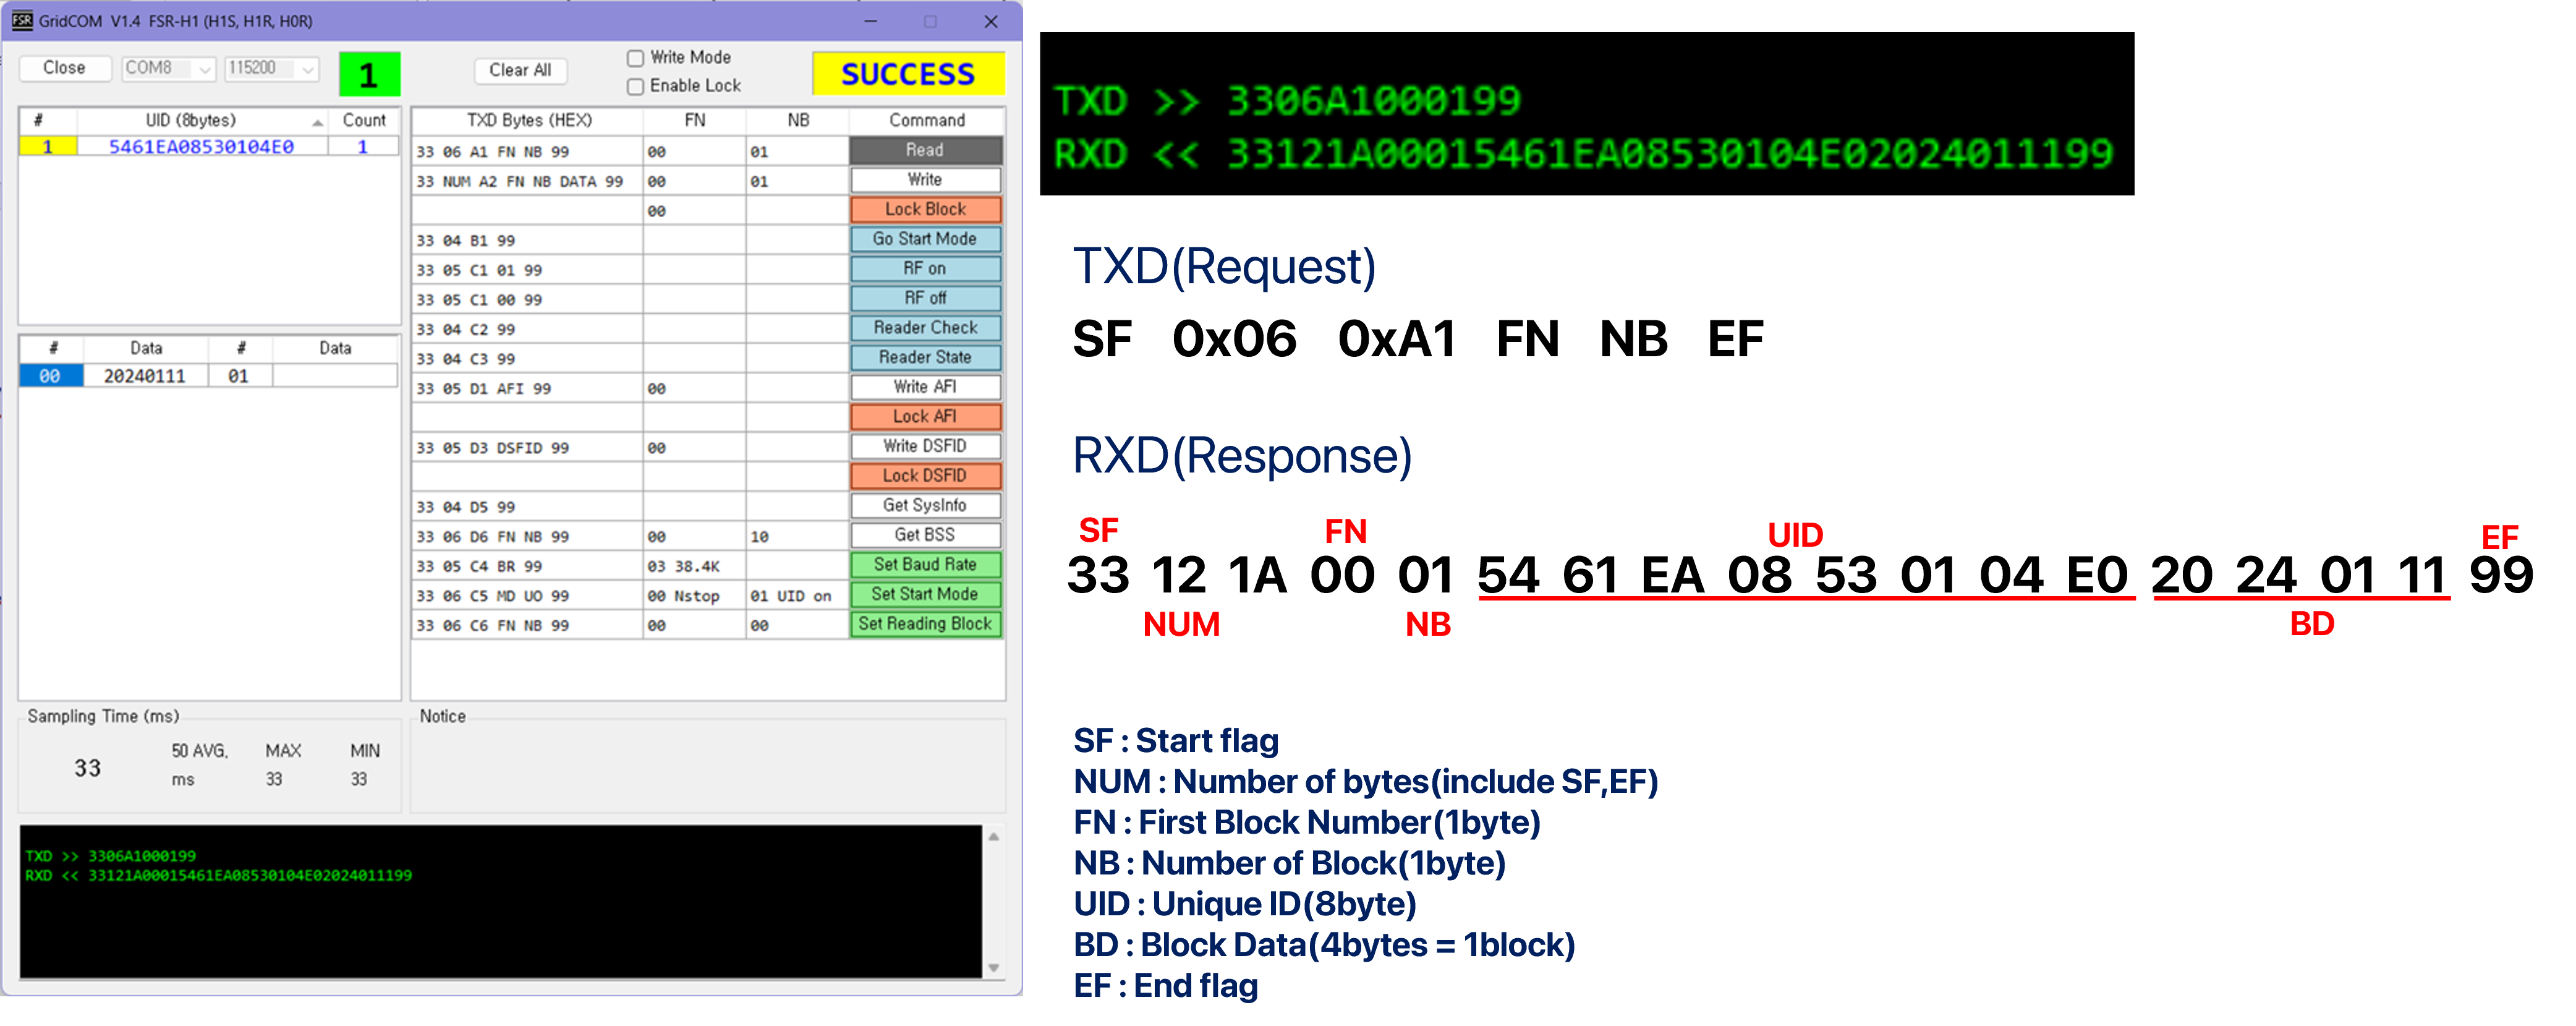 FSR GridCOM V1.4 FSR-H1 (H1S, H1R, H0R)
Close COM8 115200 1 Clear All Write Mode SUCCESS
Enable Lock
# UID (8bytes) Count
1 5461EA08530104E0 1
# Data # Data
00 20240111 01
TXD Bytes (HEX) FN NB Command
33 06 A1 FN NB 99 00 01 Read
33 NUM A2 FN NB DATA 99 00 01 Write
00 Lock Block
33 04 B1 99 Go Start Mode
33 05 C1 01 99 RF on
33 05 C1 00 99 RF off
33 04 C2 99 Reader Check
33 04 C3 99 Reader State
33 05 D1 AFI 99 00 Write AFI
Lock AFI
33 05 D3 DSFID 99 00 Write DSFID
Lock DSFID
33 04 D5 99 Get SysInfo
33 06 D6 FN NB 99 00 10 Get BSS
33 05 C4 BR 99 03 38.4K Set Baud Rate
33 06 C5 MD UO 99 00 Nstop 01 UID on Set Start Mode
33 06 C6 FN NB 99 00 00 Set Reading Block
Sampling Time (ms)
50 AVG, MAX MIN
33 ms 33 33
Notice
TXD >> 3306A1000199
RXD << 33121A00015461EA08530104E02024011199
TXD >> 3306A1000199
RXD << 33121A00015461EA08530104E02024011199
TXD(Request)
SF 0x06 0xA1 FN NB EF
RXD(Response)
SF FN UID EF
33 12 1A 00 01 54 61 EA 08 53 01 04 E0 20 24 01 11 99
NUM NB BD
SF : Start flag
NUM : Number of bytes(include SF,EF)
FN : First Block Number(1byte)
NB : Number of Block(1byte)
UID : Unique ID(8byte)
BD : Block Data(4bytes = 1block)
EF : End flag